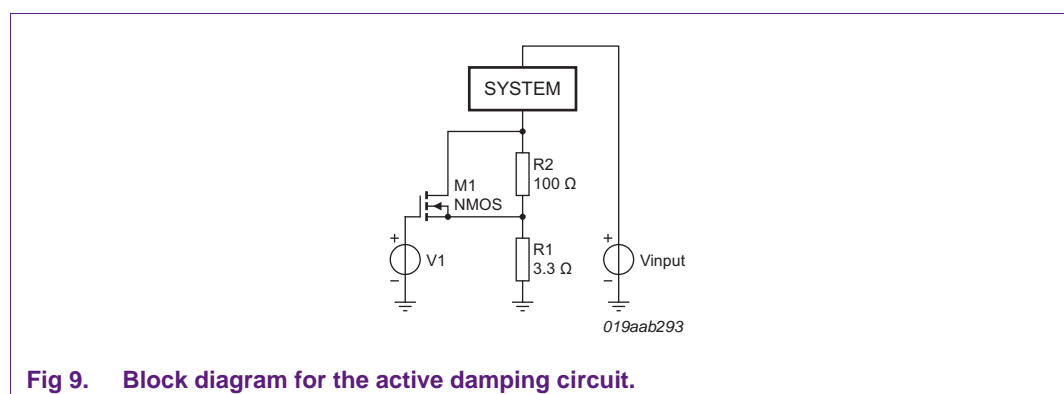 SYSTEM
R2
100 Ω
M1
NMOS
+
V1
−
R1
3.3 Ω
+
Vinput
−
019aab293
Fig 9. Block diagram for the active damping circuit.